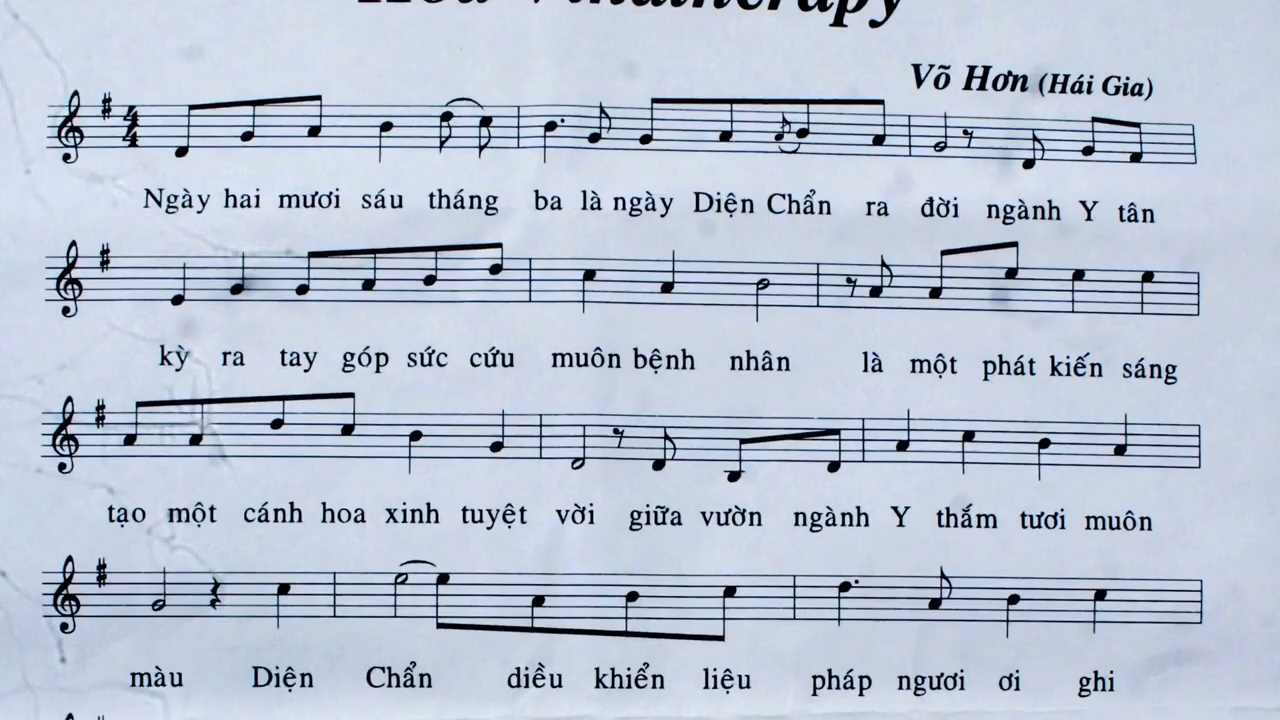 Võ Hơn (Hái Gia)
Ngày hai mươi sáu tháng ba là ngày Diện Chẩn ra đời ngành Y tân
kỳ ra tay góp sức cứu muôn bệnh nhân là một phát kiến sáng
tạo một cánh hoa xinh tuyệt vời giữa vườn ngành Y thắm tươi muôn
màu Diện Chẩn diều khiển liệu pháp ngươi ơi ghi